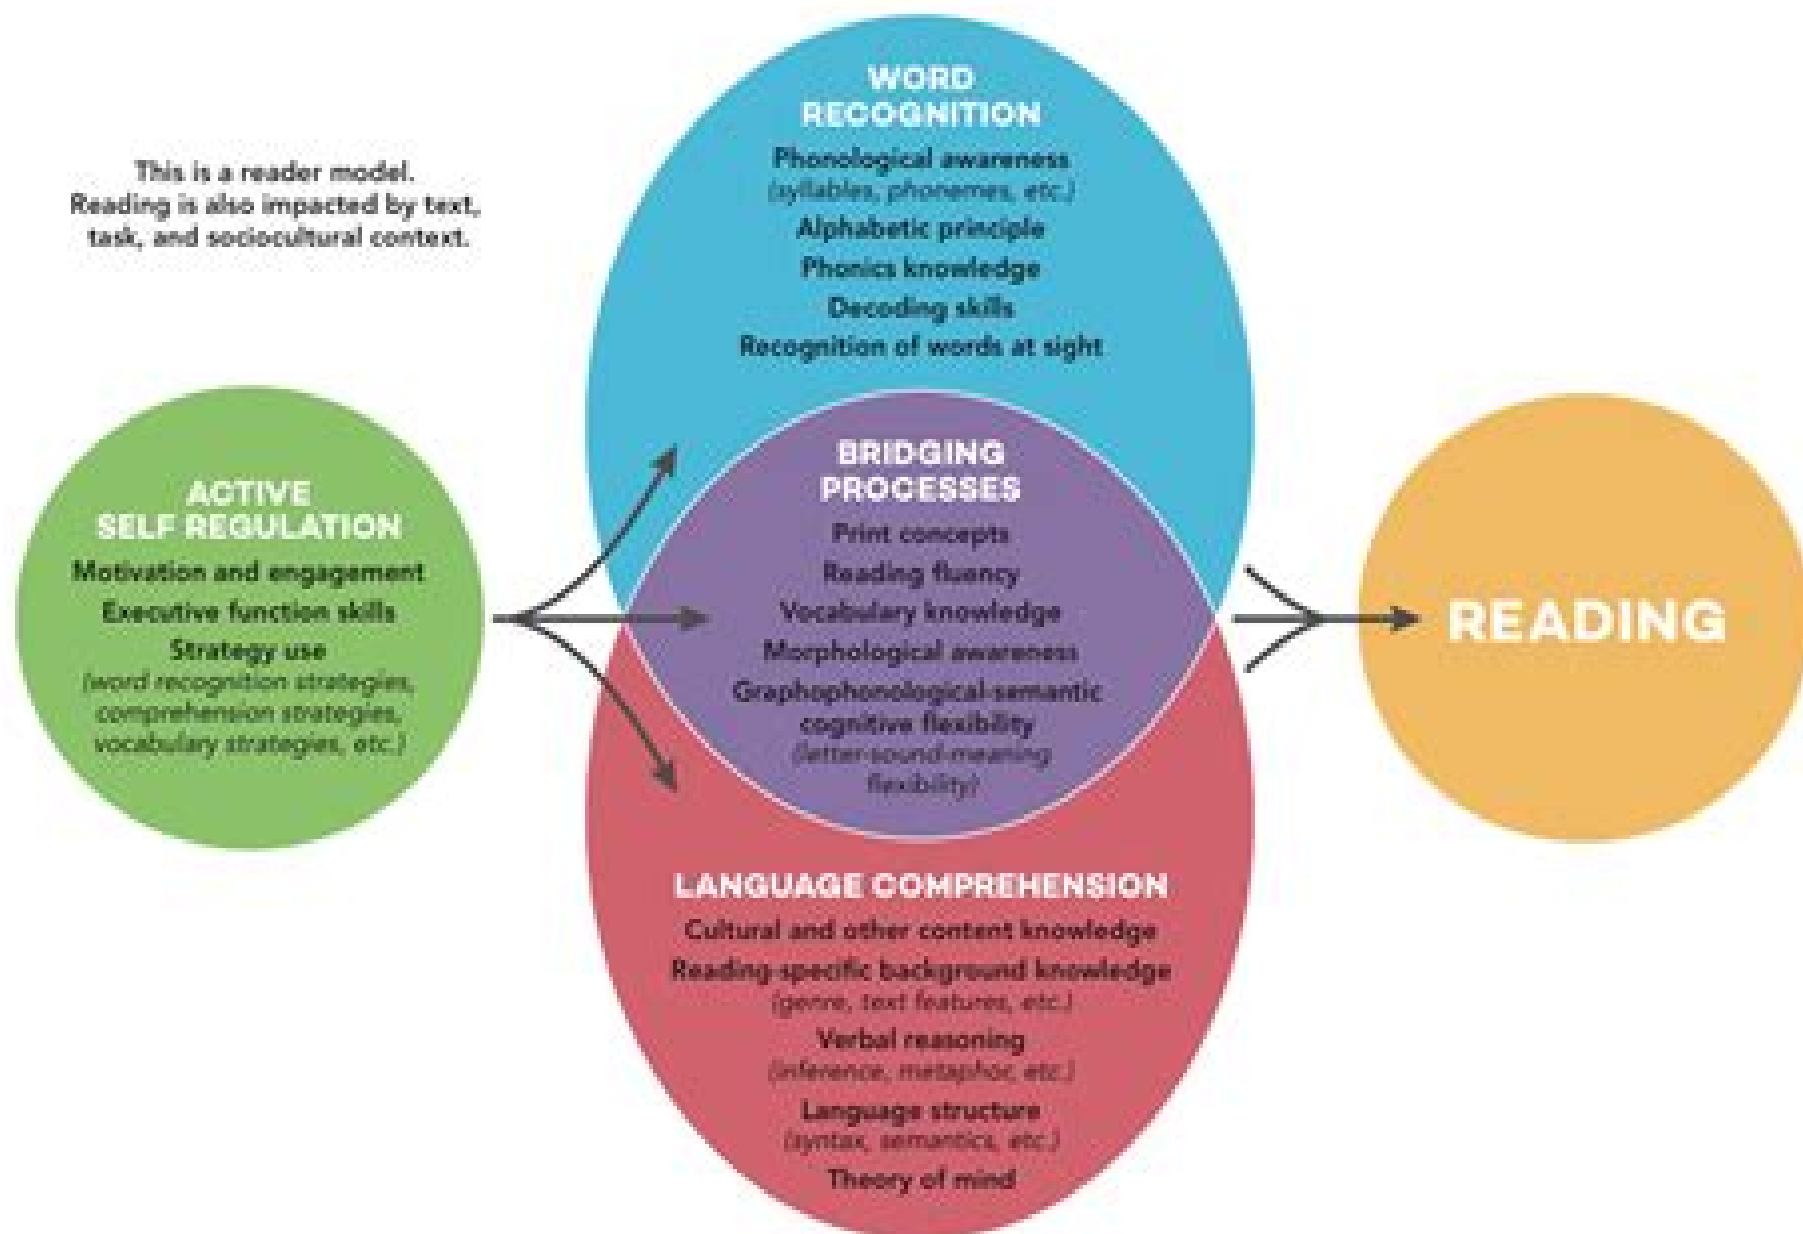 This is a reader model.
Reading is also impacted by text,
task, and sociocultural context.
ACTIVE
SELF REGULATION
Motivation and engagement
Executive function skills
Strategy use
(word recognition strategies,
comprehension strategies,
vocabulary strategies, etc.)
WORD
RECOGNITION
Phonological awareness
(syllables, phonemes, etc.)
Alphabetic principle
Phonics knowledge
Decoding skills
Recognition of words at sight
BRIDGING
PROCESSES
Print concepts
Reading fluency
Vocabulary knowledge
Morphological awareness
Graphophonological-semantic
cognitive flexibility
(letter-sound-meaning
flexibility)
LANGUAGE COMPREHENSION
Cultural and other content knowledge
Reading-specific background knowledge
(genre, text features, etc.)
Verbal reasoning
(inference, metaphor, etc.)
Language structure
(syntax, semantics, etc.)
Theory of mind
READING